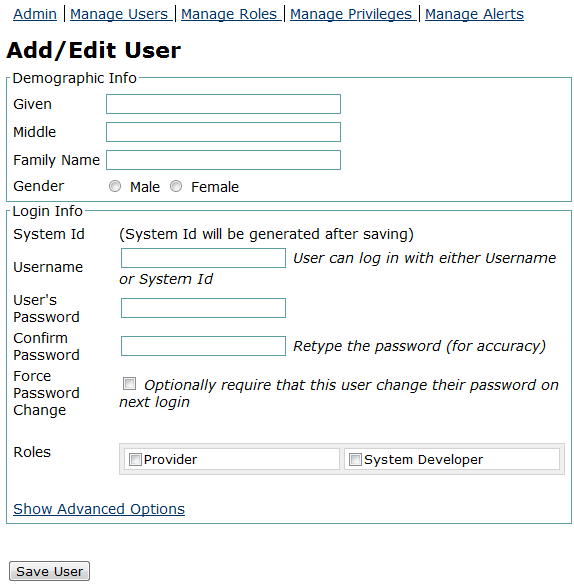 Admin | Manage Users | Manage Roles | Manage Privileges | Manage Alerts
Add/Edit User
Demographic Info
Given
Middle
Family Name
Gender Male Female
Login Info
System Id (System Id will be generated after saving)
Username User can log in with either Username
or System Id
User's
Password
Confirm
Password Retype the password (for accuracy)
Force
Password
Change Optionally require that this user change their password on
next login
Roles Provider System Developer
Show Advanced Options
Save User